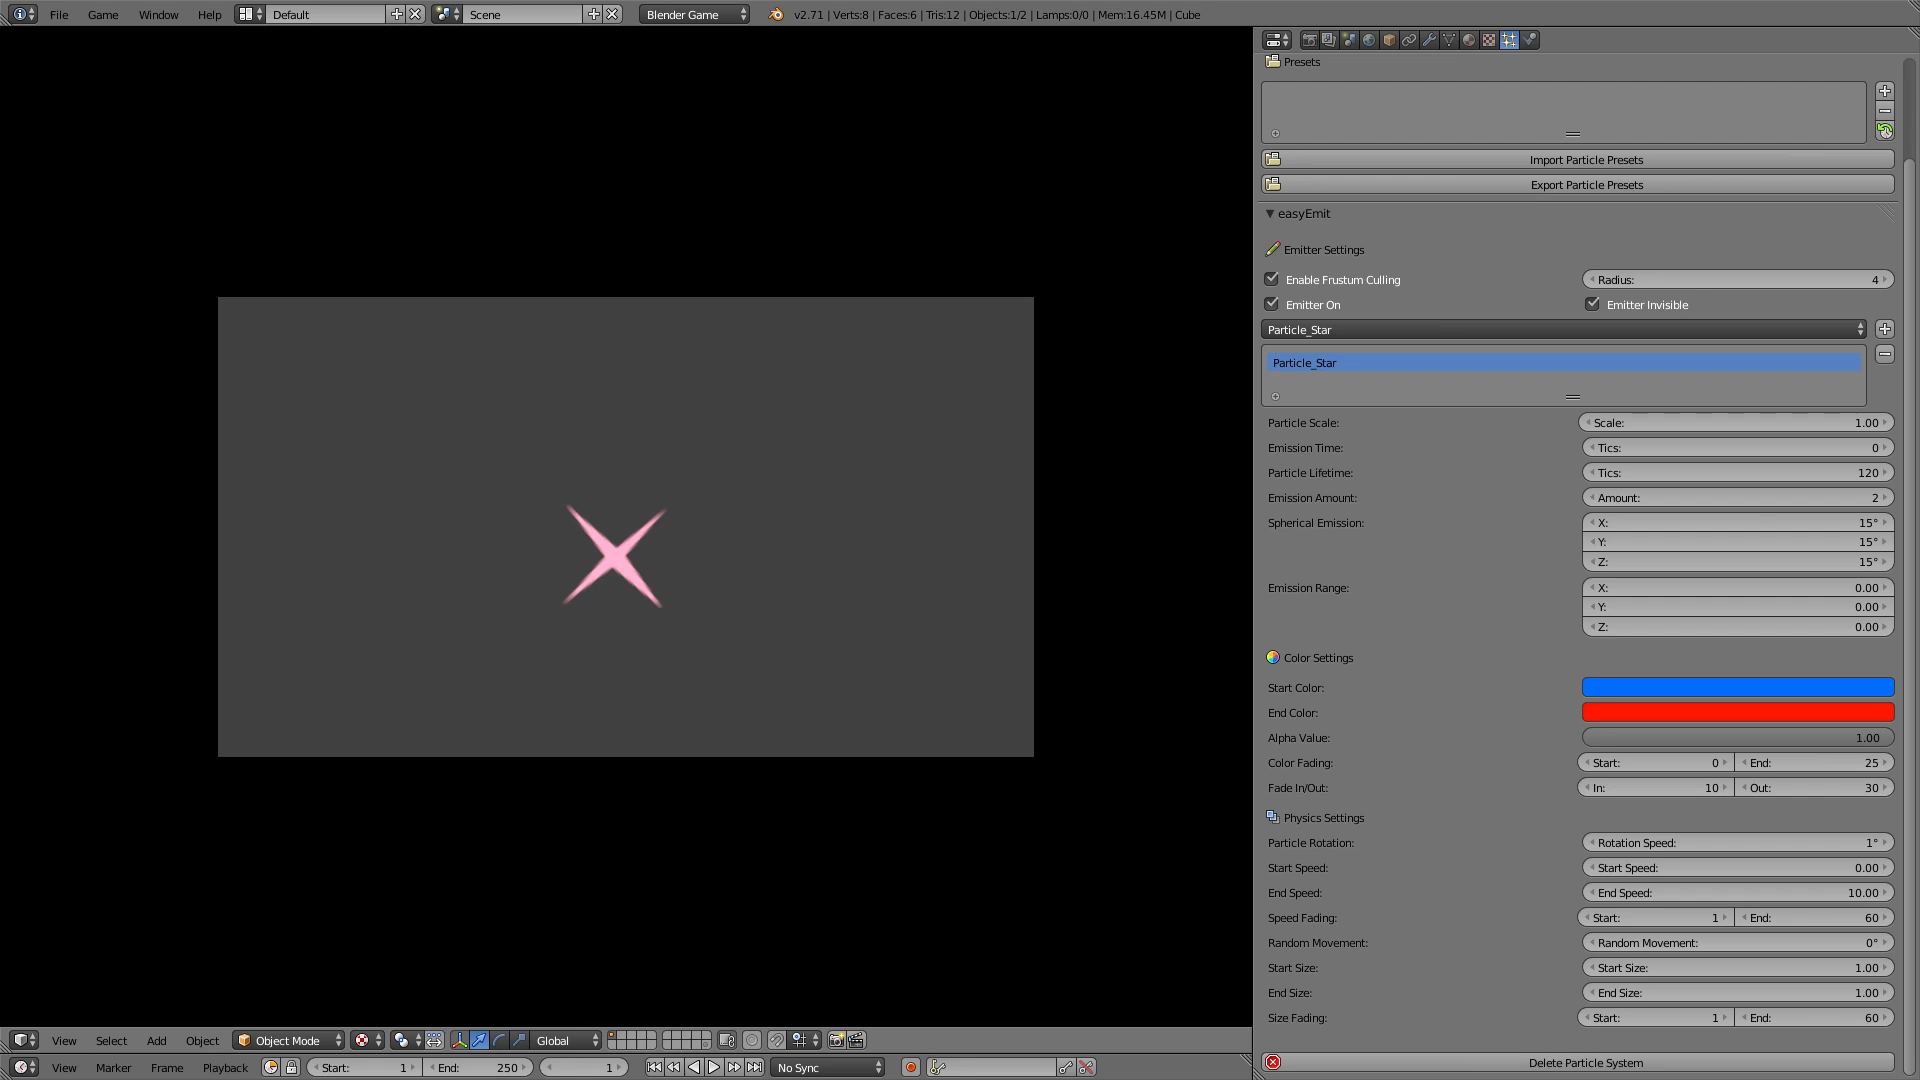 File Game Window Help Default Scene Blender Game v2.71 | Verts:8 | Faces:6 | Tris:12 | Objects:1/2 | Lamps:0/0 | Mem:16.45M | Cube
Presets
Import Particle Presets
Export Particle Presets
easyEmit
Emitter Settings
Enable Frustum Culling Radius: 4
Emitter On Emitter Invisible
Particle_Star
Particle_Star
Particle Scale: Scale: 1.00
Emission Time: Tics: 0
Particle Lifetime: Tics: 120
Emission Amount: Amount: 2
Spherical Emission: X: 15°
Y: 15°
Z: 15°
Emission Range: X: 0.00
Y: 0.00
Z: 0.00
Color Settings
Start Color:
End Color:
Alpha Value: 1.00
Color Fading: Start: 0 End: 25
Fade In/Out: In: 10 Out: 30
Physics Settings
Particle Rotation: Rotation Speed: 1°
Start Speed: Start Speed: 0.00
End Speed: End Speed: 10.00
Speed Fading: Start: 1 End: 60
Random Movement: Random Movement: 0°
Start Size: Start Size: 1.00
End Size: End Size: 1.00
Size Fading: Start: 1 End: 60
Delete Particle System
View Select Add Object Object Mode Global
View Marker Frame Playback Start: 1 End: 250 1 No Sync